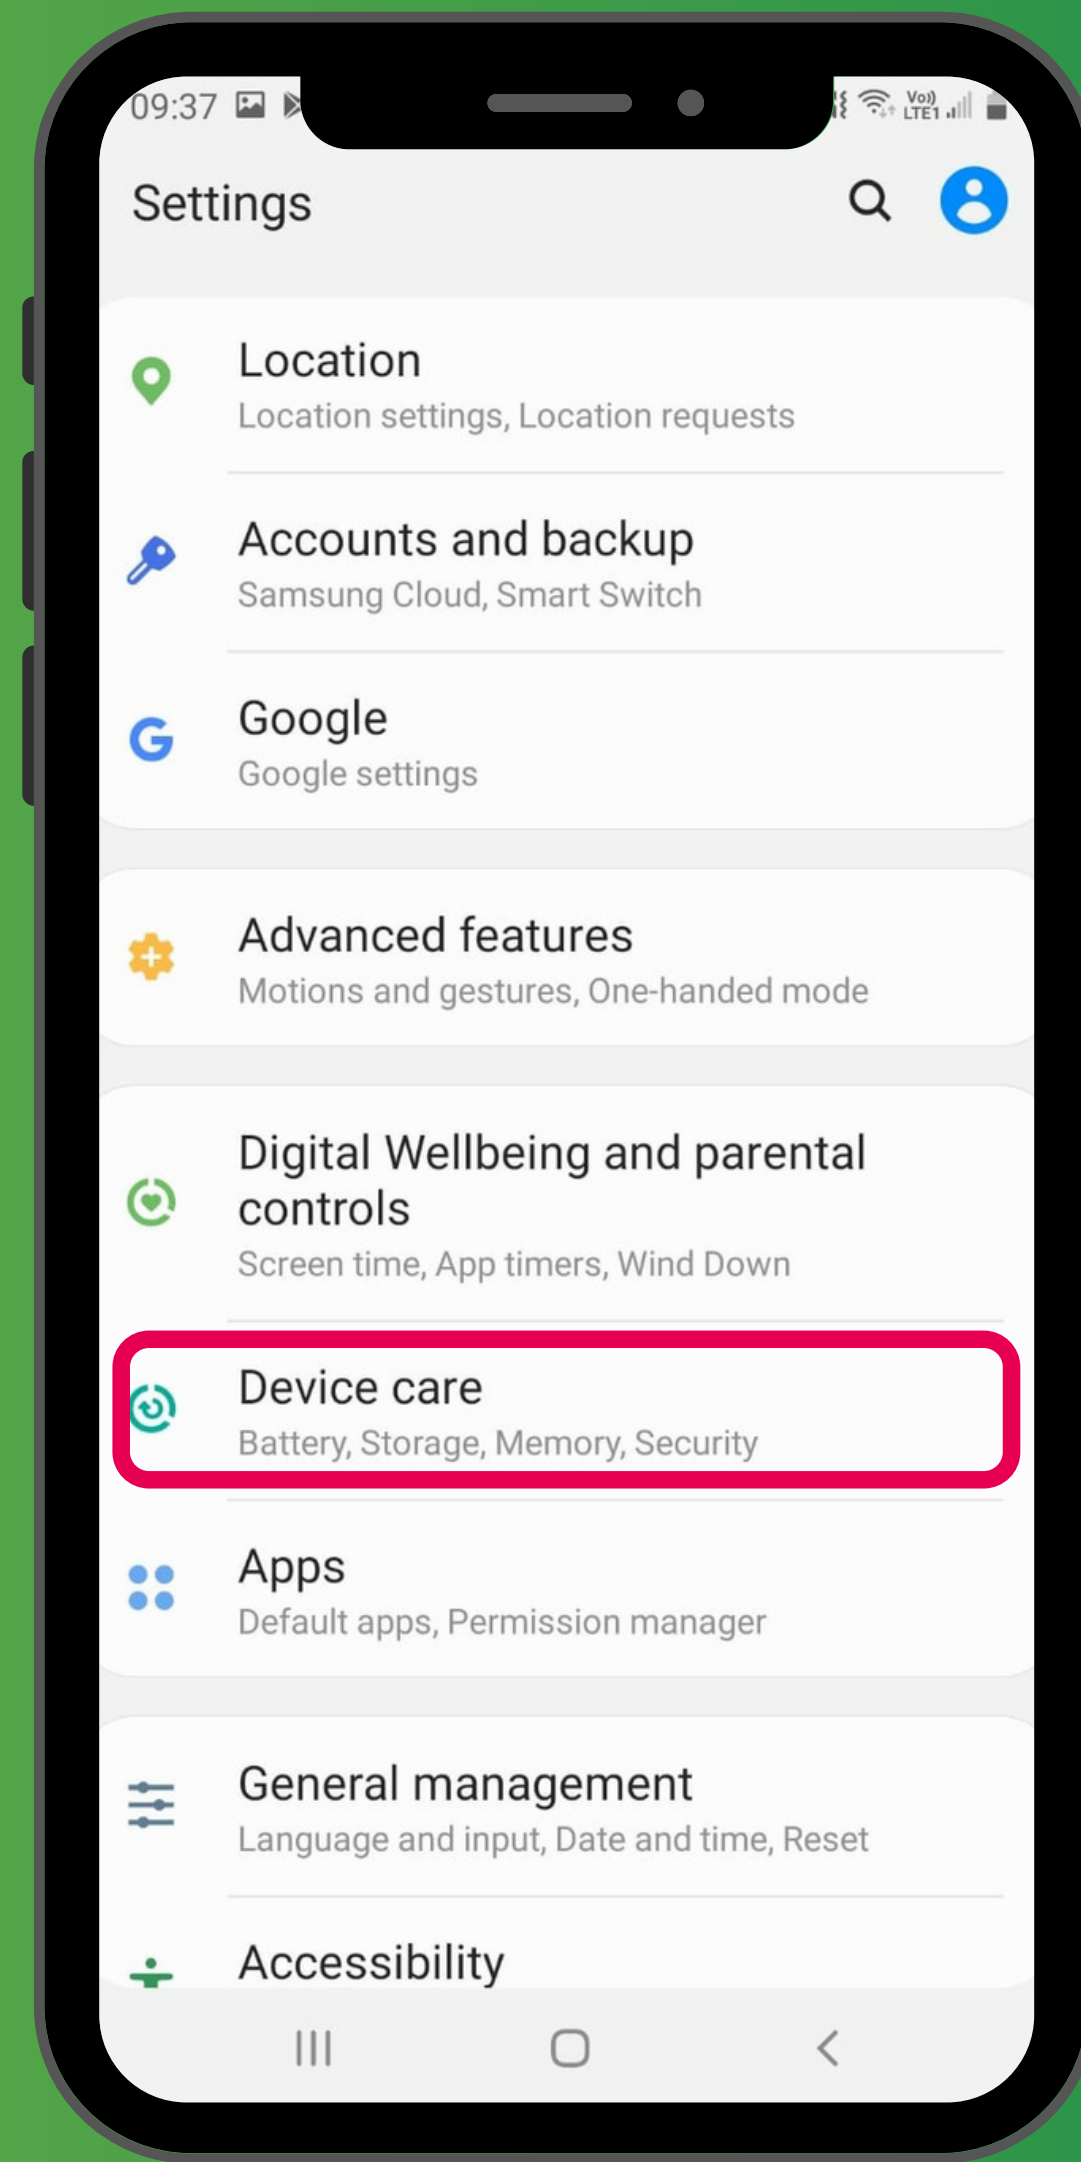 09:37
Vo))
LTE1
Settings
Location
Location settings, Location requests
Accounts and backup
Samsung Cloud, Smart Switch
Google
Google settings
Advanced features
Motions and gestures, One-handed mode
Digital Wellbeing and parental
controls
Screen time, App timers, Wind Down
Device care
Battery, Storage, Memory, Security
Apps
Default apps, Permission manager
General management
Language and input, Date and time, Reset
Accessibility